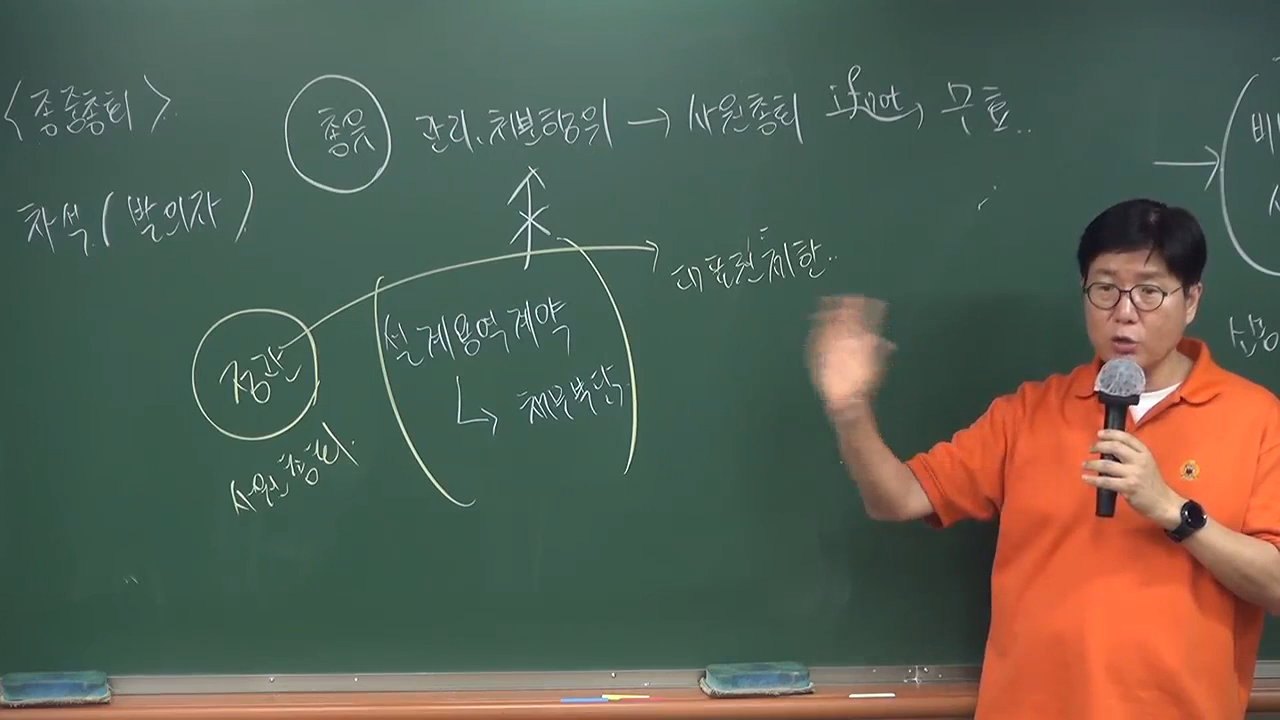 <종중총회>
총유 관리.처분행위 → 사원총회 if not, 무효..
차석(발의자)
대표권제한..
정관
사원총회.
설계용역계약
↳ 채무부담.